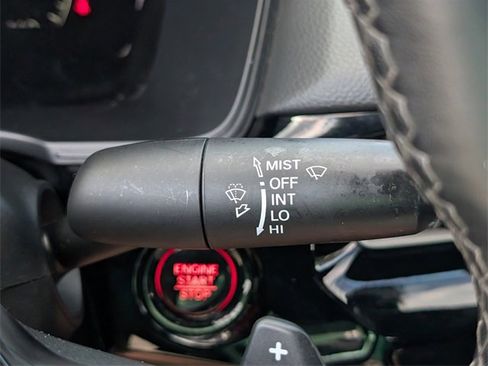 MIST
OFF
INT
LO
HI
ENGINE
START
STOP
+